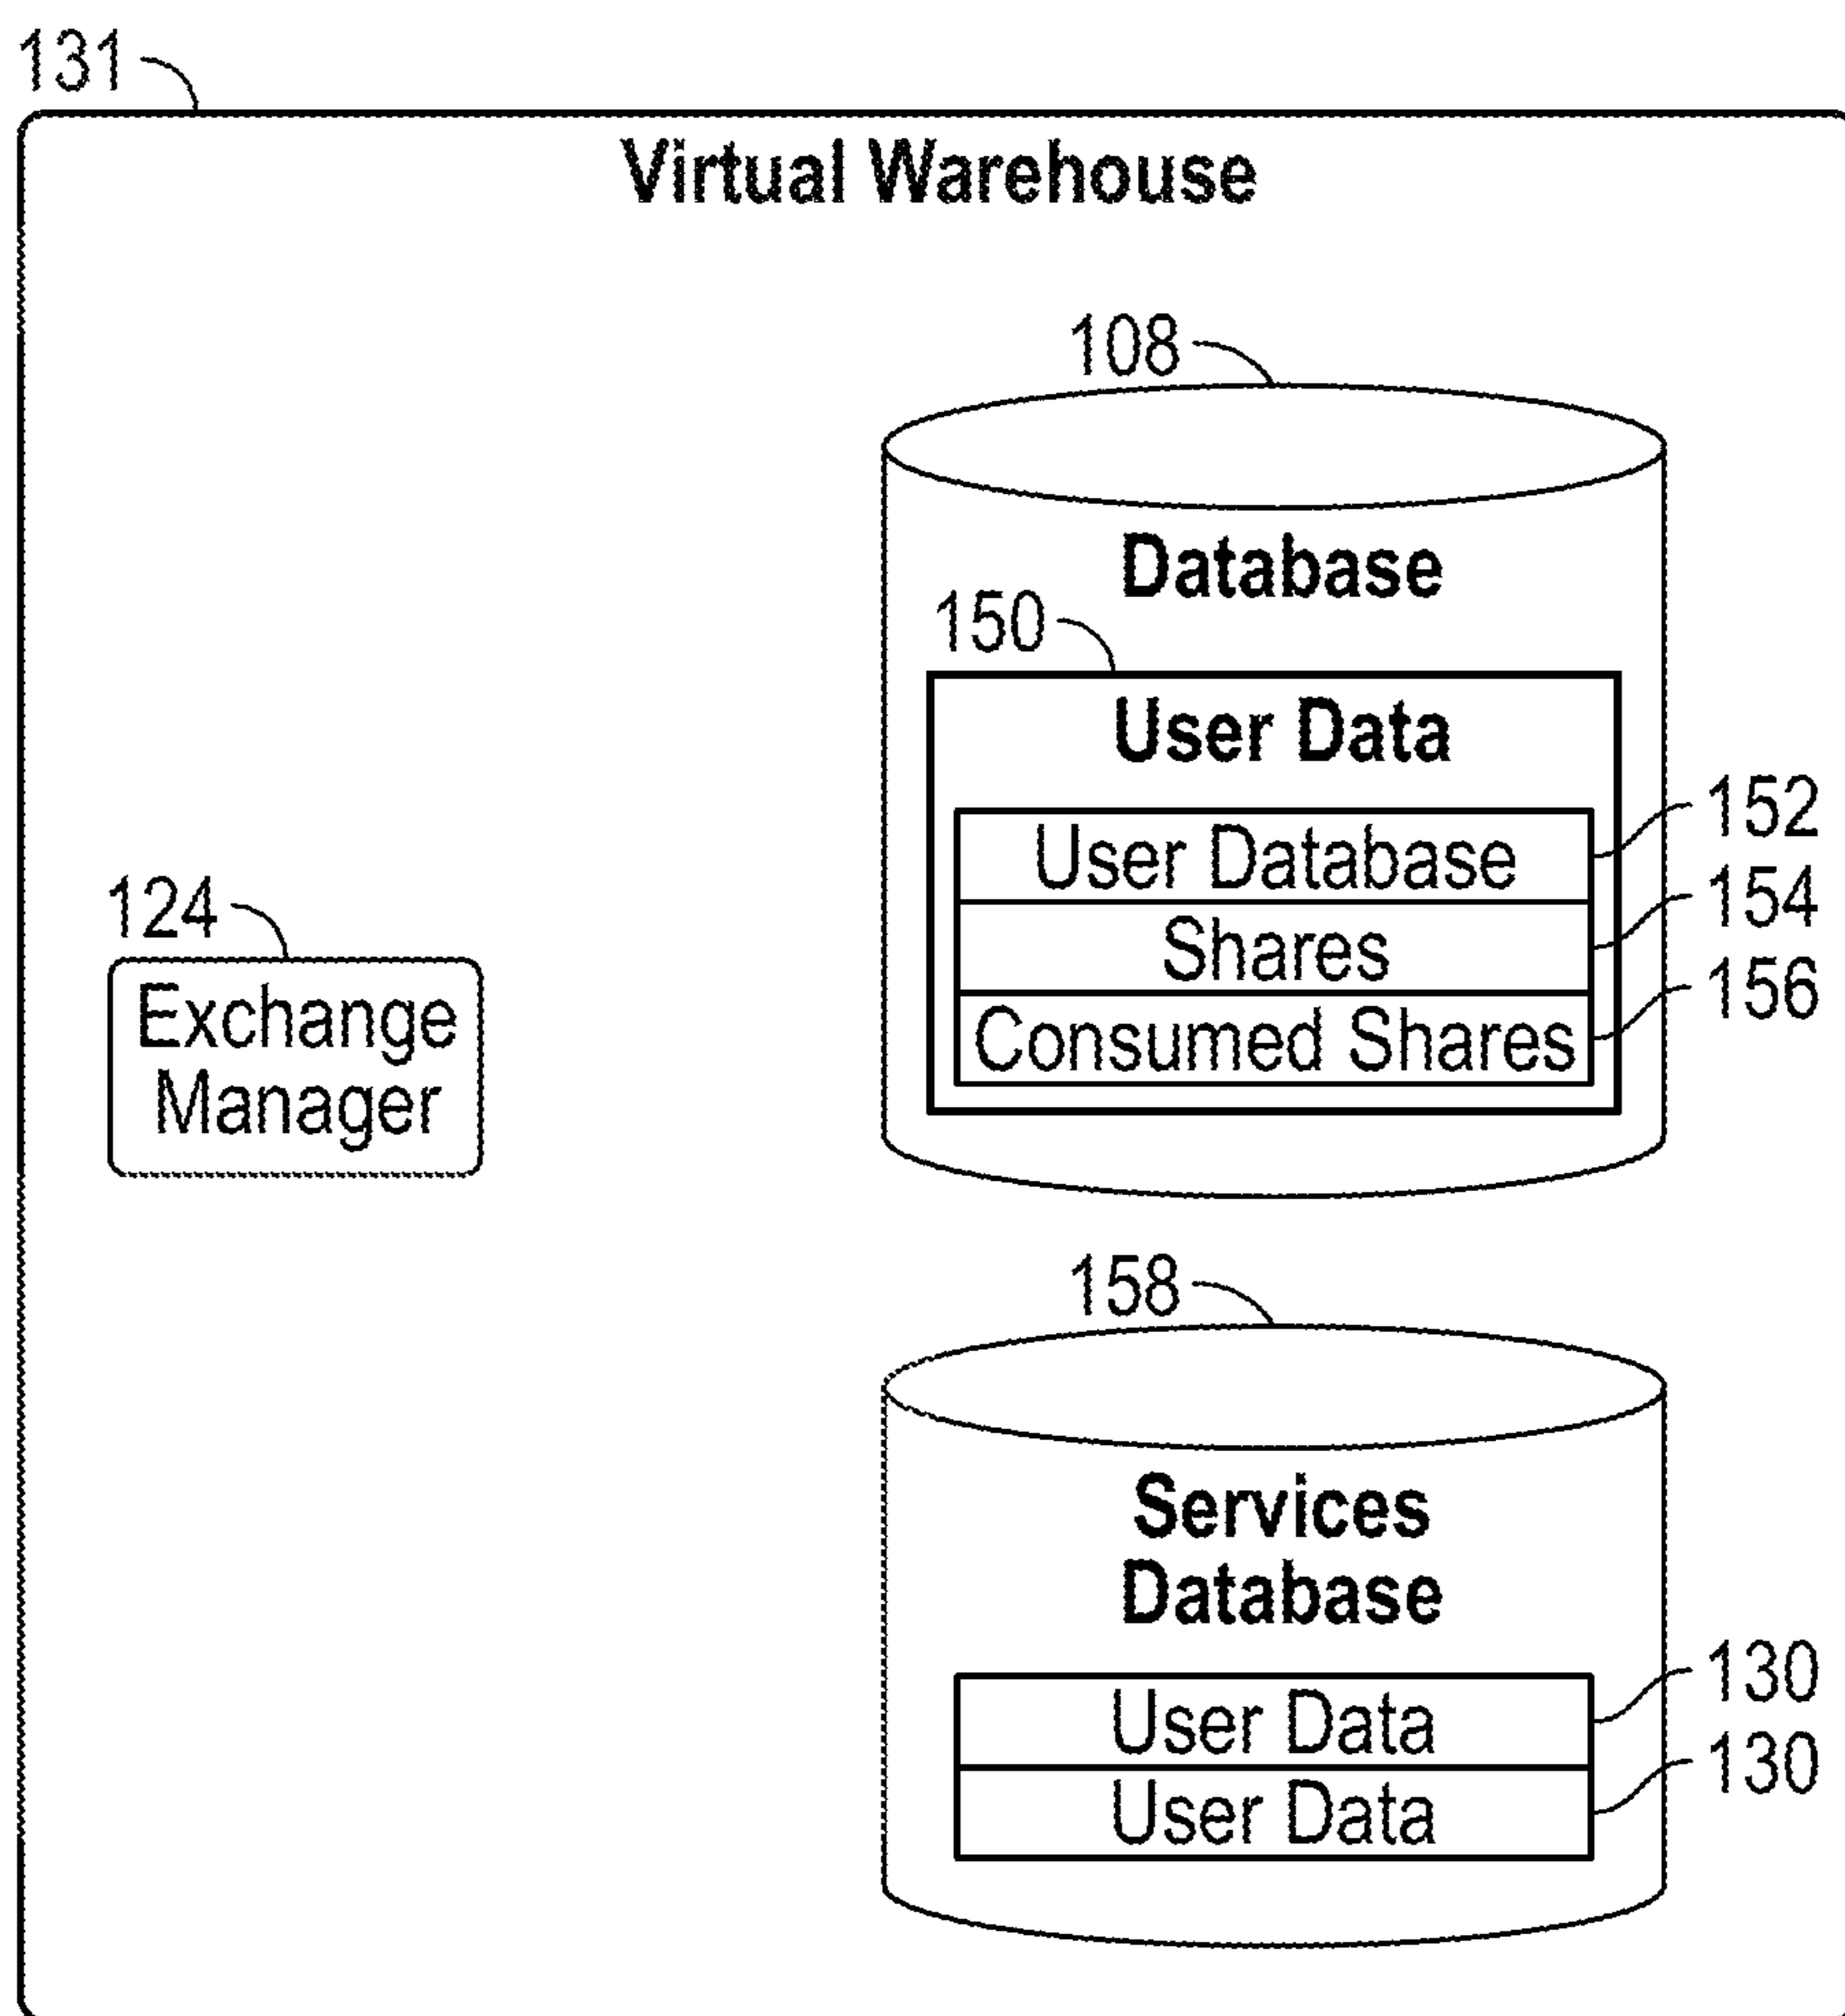 131
Virtual Warehouse
108
Database
150
User Data
152
User Database
154
Shares
156
Consumed Shares
124
Exchange
Manager
158
Services
Database
130
User Data
130
User Data